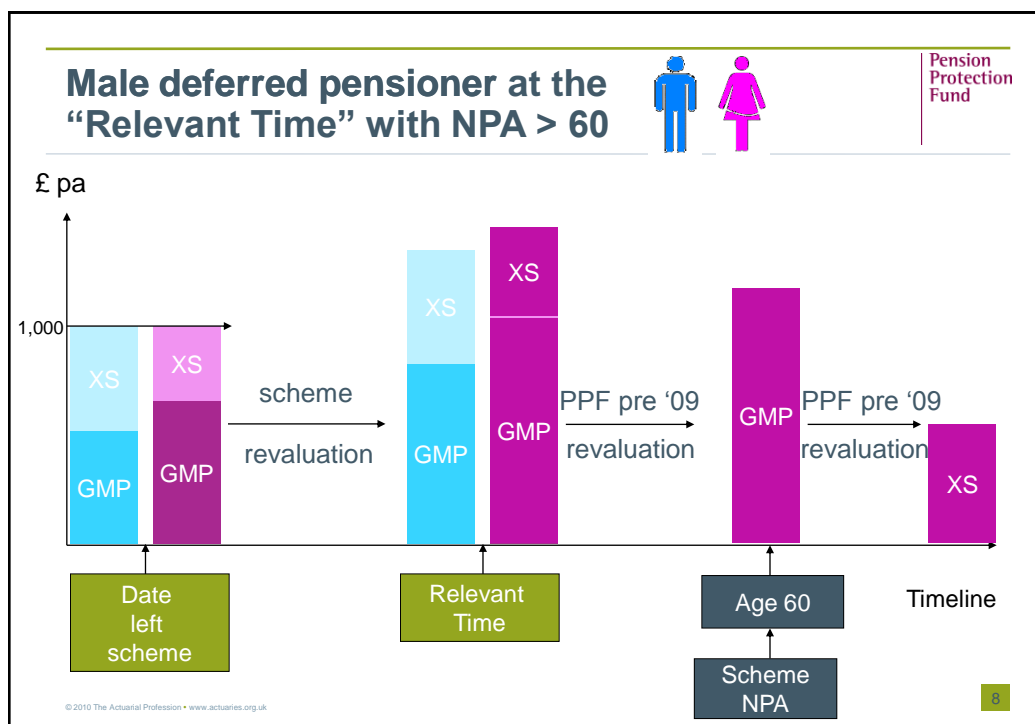 Male deferred pensioner at the
“Relevant Time” with NPA > 60
Pension
Protection
Fund
£ pa
1,000
XS
GMP
XS
GMP
scheme
revaluation
XS
GMP
XS
GMP
PPF pre ‘09
revaluation
GMP
PPF pre ‘09
revaluation
XS
Date
left
scheme
Relevant
Time
Age 60
Timeline
Scheme
NPA
© 2010 The Actuarial Profession • www.actuaries.org.uk
8